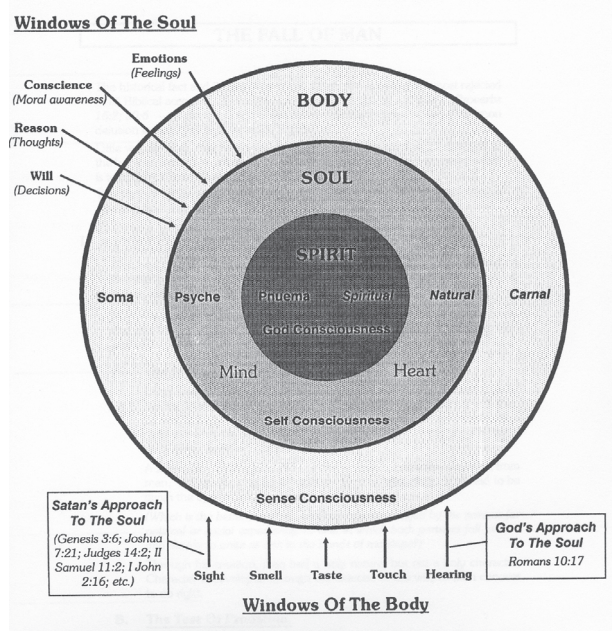 Windows Of The Soul
THE FALL OF MAN
Emotions
(Feelings)
Conscience
(Moral awareness)
Reason
(Thoughts)
Will
(Decisions)
BODY
SOUL
SPIRIT
Soma
Psyche
Pnuema
Spiritual
Natural
Carnal
God Consciousness
Mind
Heart
Self Consciousness
Sense Consciousness
Satan's Approach
To The Soul
(Genesis 3:6; Joshua
7:21; Judges 14:2; II
Samuel 11:2; I John
2:16; etc.)
God's Approach
To The Soul
Romans 10:17
Sight
Smell
Taste
Touch
Hearing
Windows Of The Body